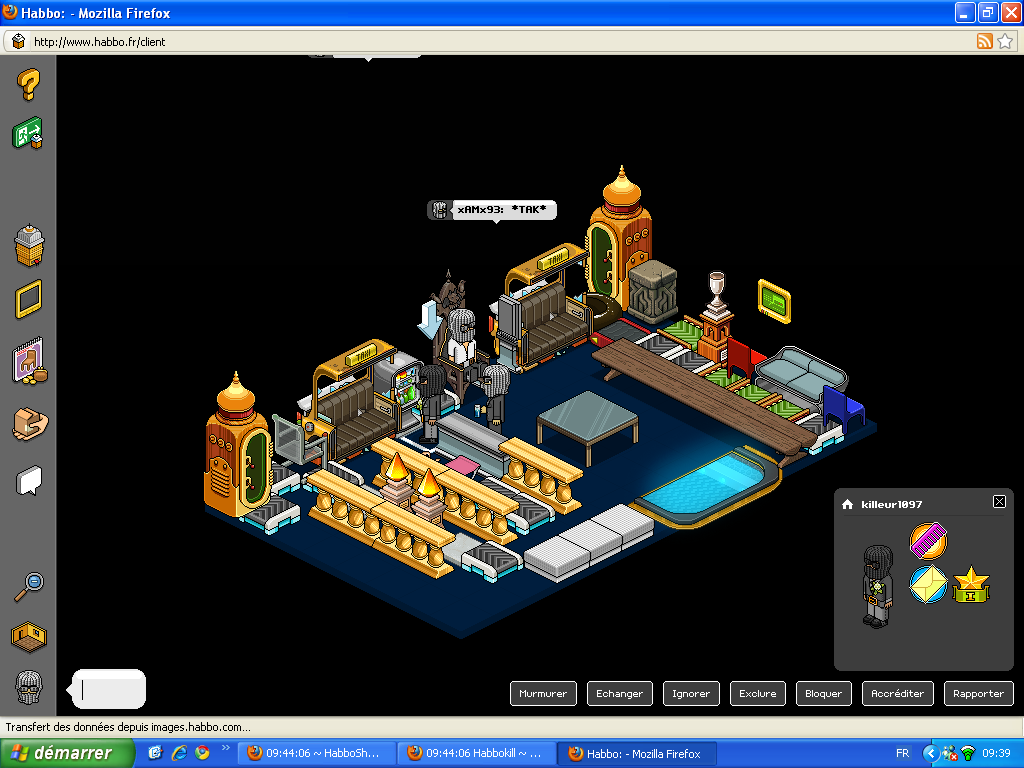 Habbo: - Mozilla Firefox
http://www.habbo.fr/client
xAMx93: *TAK*
TAXI
TAXI
killeur1097
I
Murmurer Echanger Ignorer Exclure Bloquer Accréditer Rapporter
Transfert des données depuis images.habbo.com...
démarrer 09:44:06 ~ HabboSh... 09:44:06 Habbokill ~ ... Habbo: - Mozilla Firefox FR 09:39